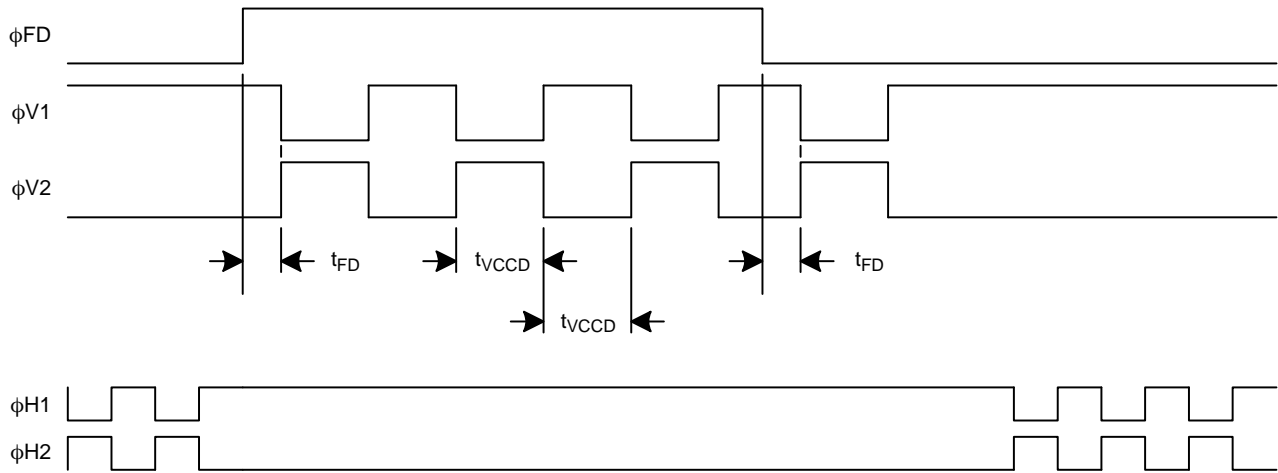 ϕFD
ϕV1
ϕV2
tFD tVCCD tFD
tVCCD
ϕH1
ϕH2